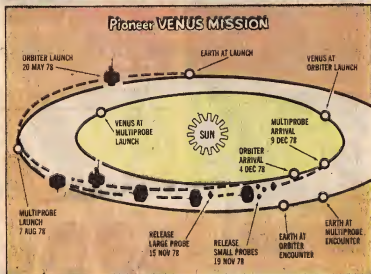 Pioneer VENUS MISSION
ORBITER LAUNCH
20 MAY 78
EARTH AT LAUNCH
VENUS AT
ORBITER LAUNCH
VENUS AT
MULTIPROBE
LAUNCH
SUN
MULTIPROBE
ARRIVAL
9 DEC 78
ORBITER
ARRIVAL
4 DEC 78
MULTIPROBE
LAUNCH
7 AUG 78
RELEASE
LARGE PROBE
15 NOV 78
RELEASE
SMALL PROBES
19 NOV 78
EARTH AT
ORBITER
ENCOUNTER
EARTH AT
MULTIPROBE
ENCOUNTER